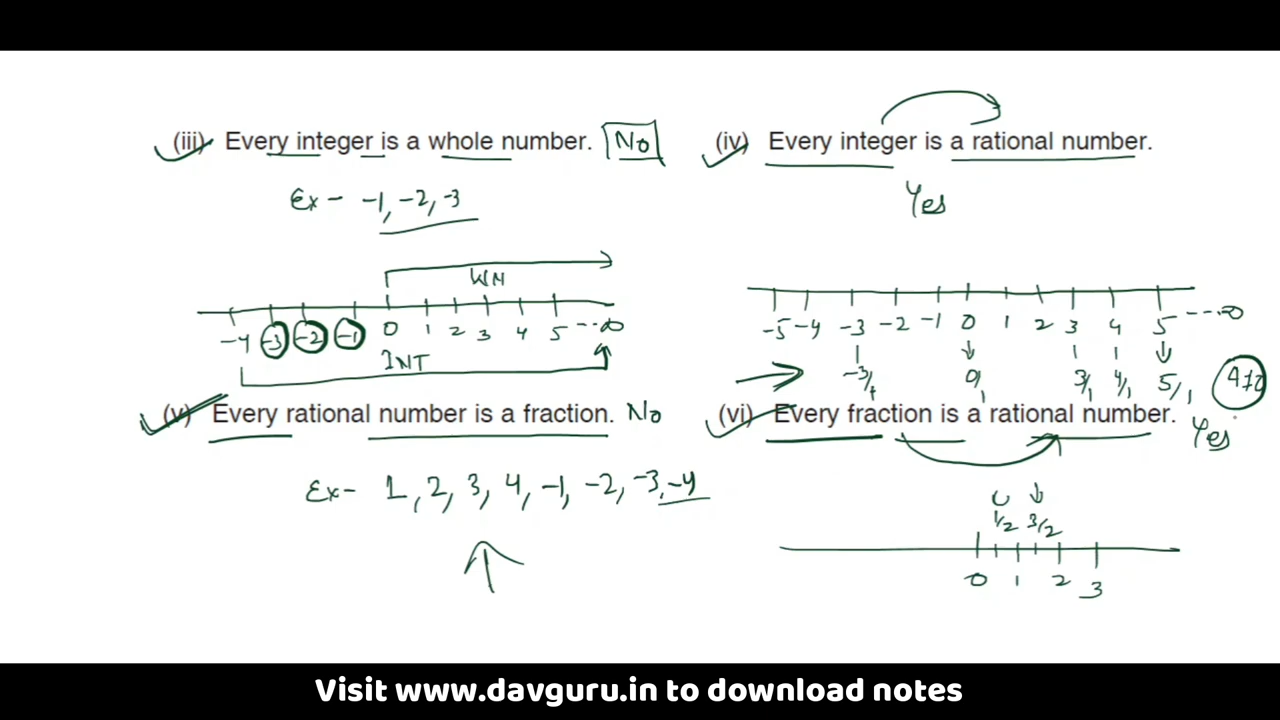 (iii) Every integer is a whole number. No
Ex - -1, -2, -3
WN
-4 -3 -2 -1 0 1 2 3 4 5 ---∞
INT
(iv) Every integer is a rational number.
Yes
-5 -4 -3 -2 -1 0 1 2 3 4 5 ---∞
-3/1 0/1 3/1 4/1 5/1
(v) Every rational number is a fraction. No
Ex- 1, 2, 3, 4, -1, -2, -3, -4
(vi) Every fraction is a rational number.
Yes
1/2 3/2
0 1 2 3
Visit www.davguru.in to download notes